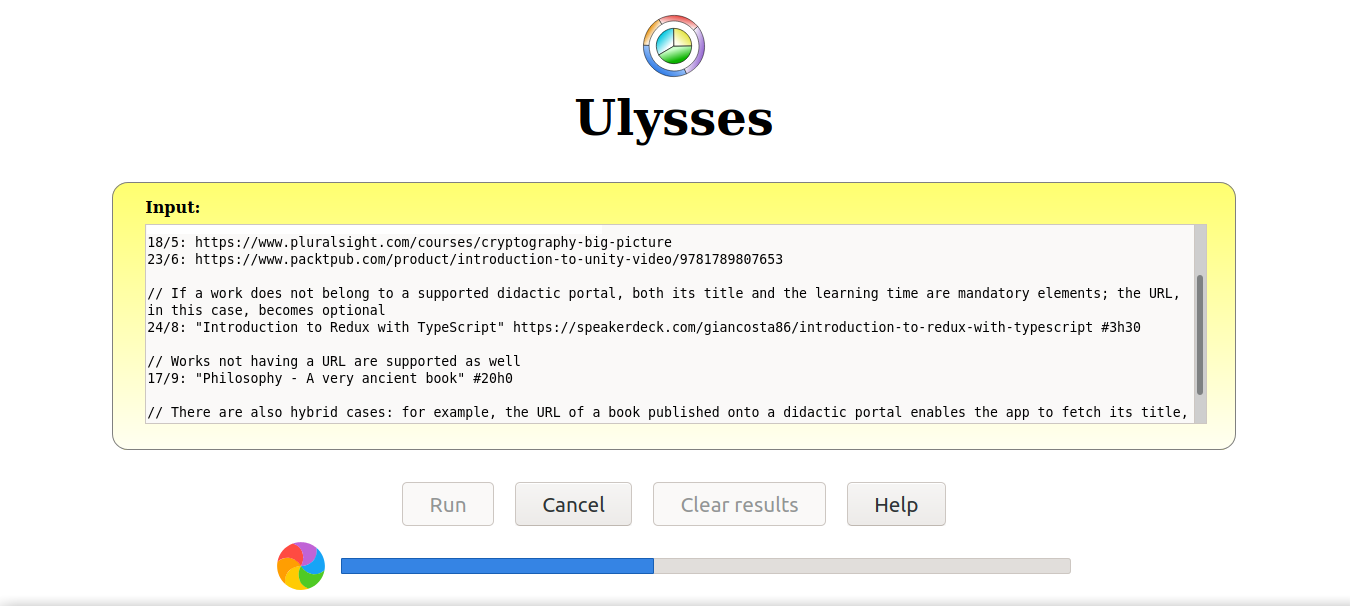 Ulysses
Input:
18/5: https://www.pluralsight.com/courses/cryptography-big-picture
23/6: https://www.packtpub.com/product/introduction-to-unity-video/9781789807653
// If a work does not belong to a supported didactic portal, both its title and the learning time are mandatory elements; the URL,
in this case, becomes optional
24/8: "Introduction to Redux with TypeScript" https://speakerdeck.com/giancosta86/introduction-to-redux-with-typescript #3h30
// Works not having a URL are supported as well
17/9: "Philosophy - A very ancient book" #20h0
// There are also hybrid cases: for example, the URL of a book published onto a didactic portal enables the app to fetch its title,
Run Cancel Clear results Help